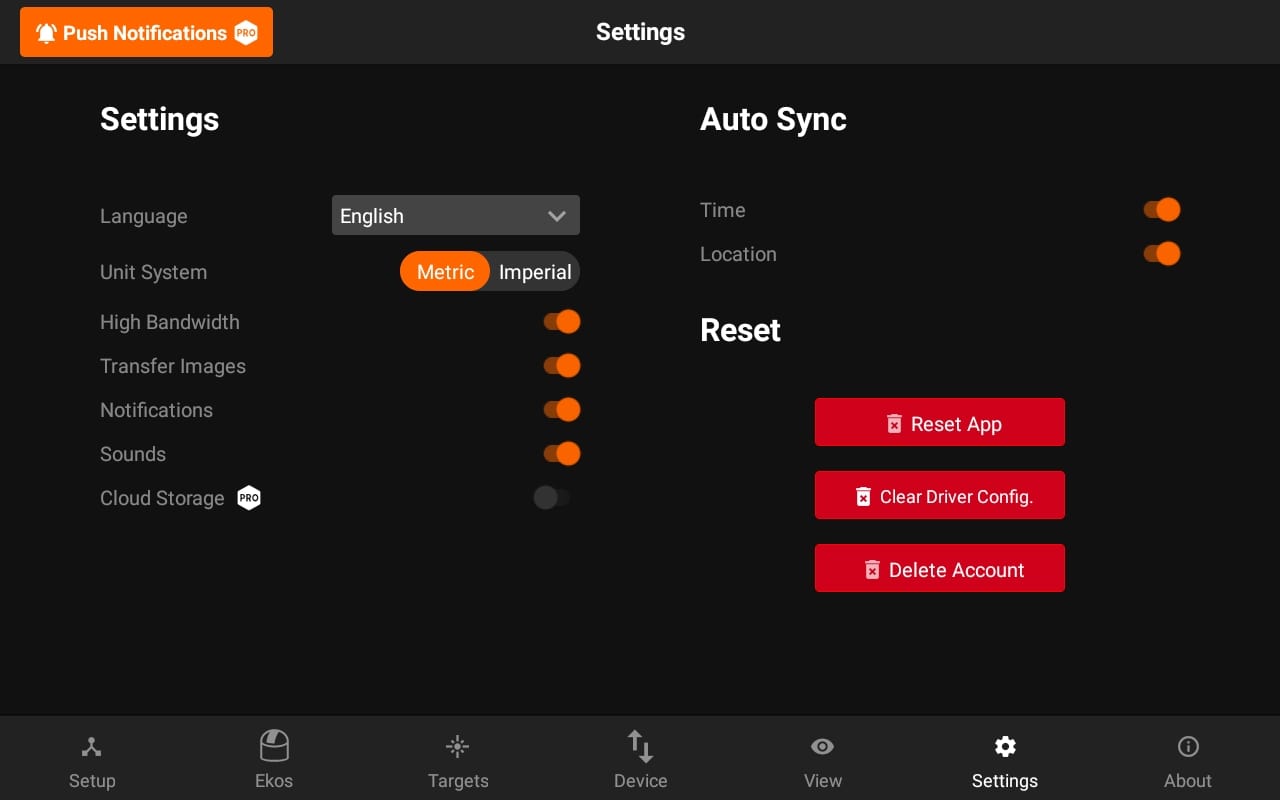 Push Notifications PRO
Settings
Settings
Language
English
Unit System
Metric
Imperial
High Bandwidth
Transfer Images
Notifications
Sounds
Cloud Storage PRO
Auto Sync
Time
Location
Reset
Reset App
Clear Driver Config.
Delete Account
Setup
Ekos
Targets
Device
View
Settings
About